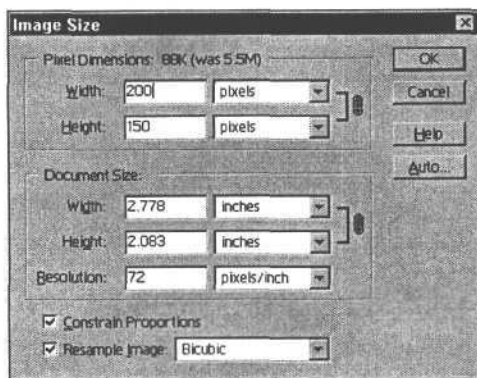 Image Size
Pixel Dimensions: 88K (was 5.5M)
Width: 200 pixels
Height: 150 pixels
Document Size:
Width: 2.778 inches
Height: 2.083 inches
Resolution: 72 pixels/inch
Constrain Proportions
Resample Image: Bicubic
OK
Cancel
Help
Auto...